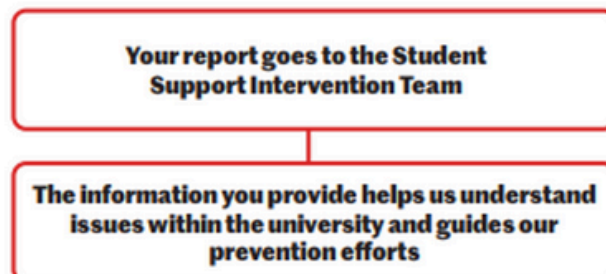 Your report goes to the Student
Support Intervention Team
The information you provide helps us understand
issues within the university and guides our
prevention efforts